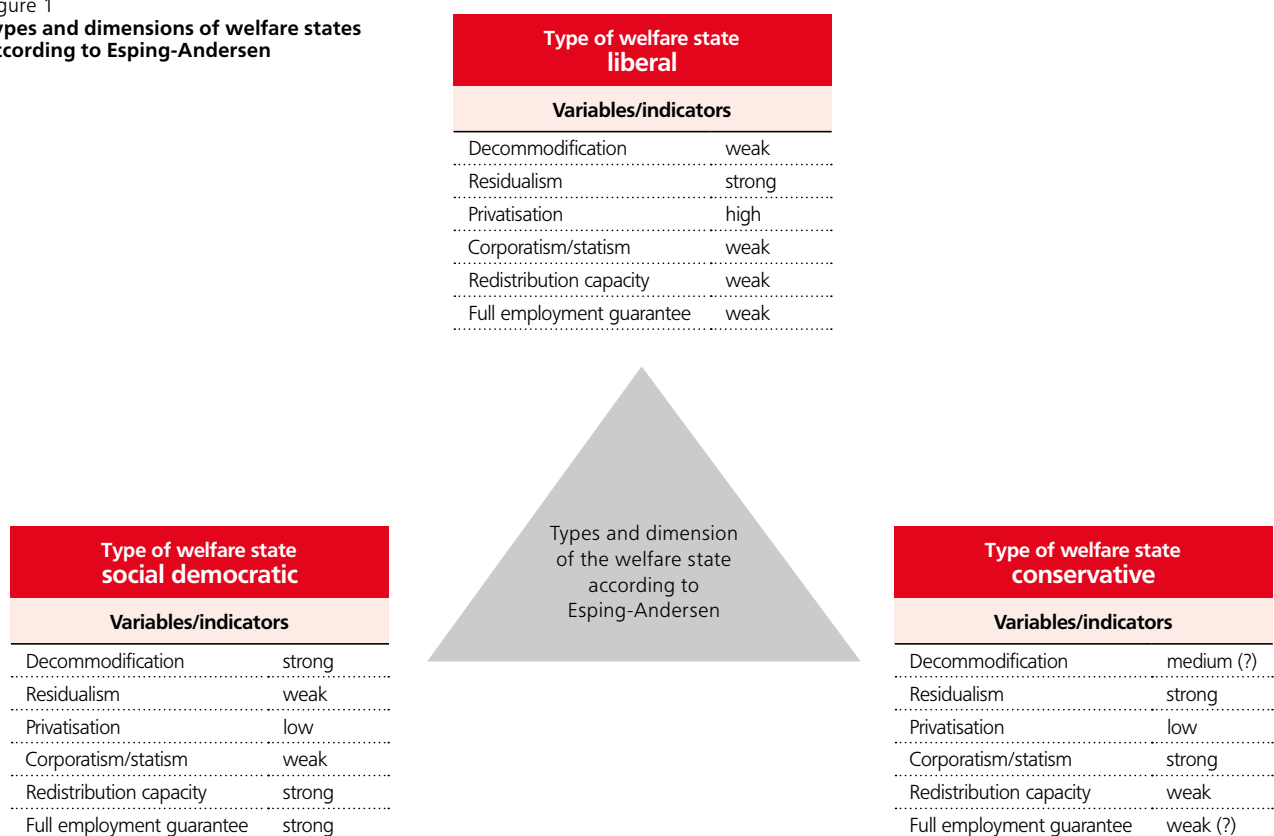 gure 1
ypes and dimensions of welfare states
ccording to Esping-Andersen
Type of welfare state
liberal
Variables/indicators
Decommodification weak
Residualism strong
Privatisation high
Corporatism/statism weak
Redistribution capacity weak
Full employment guarantee weak
Types and dimension
of the welfare state
according to
Esping-Andersen
Type of welfare state
social democratic
Variables/indicators
Decommodification strong
Residualism weak
Privatisation low
Corporatism/statism weak
Redistribution capacity strong
Full employment guarantee strong
Type of welfare state
conservative
Variables/indicators
Decommodification medium (?)
Residualism strong
Privatisation low
Corporatism/statism strong
Redistribution capacity weak
Full employment guarantee weak (?)